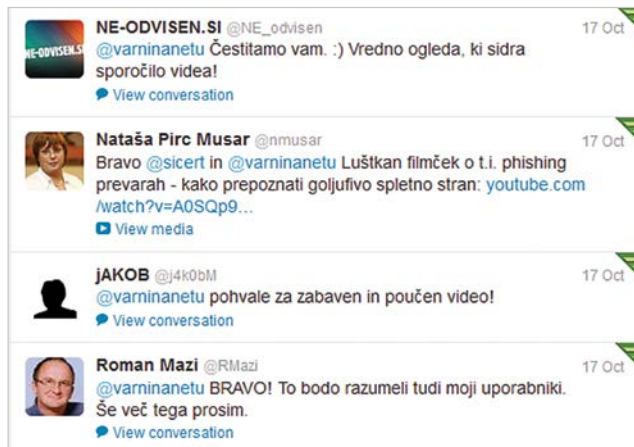 NE-ODVISEN.SI
NE-ODVISEN.SI @NE_odvisen 17 Oct
@varninanetu Čestitamo vam. :) Vredno ogleda, ki sidra
sporočilo videa!
View conversation
Nataša Pirc Musar @nmusar 17 Oct
Bravo @sicert in @varninanetu Luštkan filmček o t.i. phishing
prevarah - kako prepoznati goljufivo spletno stran: youtube.com
/watch?v=A0SQp9...
View media
jAKOB @j4k0bM 17 Oct
@varninanetu pohvale za zabaven in poučen video!
View conversation
Roman Mazi @RMazi 17 Oct
@varninanetu BRAVO! To bodo razumeli tudi moji uporabniki.
Še več tega prosim.
View conversation